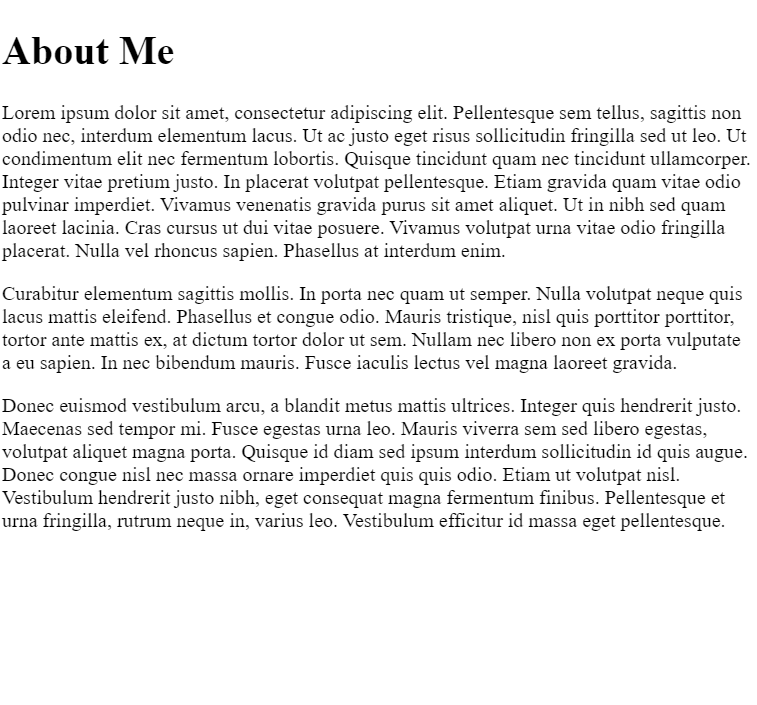 About Me
Lorem ipsum dolor sit amet, consectetur adipiscing elit. Pellentesque sem tellus, sagittis non
odio nec, interdum elementum lacus. Ut ac justo eget risus sollicitudin fringilla sed ut leo. Ut
condimentum elit nec fermentum lobortis. Quisque tincidunt quam nec tincidunt ullamcorper.
Integer vitae pretium justo. In placerat volutpat pellentesque. Etiam gravida quam vitae odio
pulvinar imperdiet. Vivamus venenatis gravida purus sit amet aliquet. Ut in nibh sed quam
laoreet lacinia. Cras cursus ut dui vitae posuere. Vivamus volutpat urna vitae odio fringilla
placerat. Nulla vel rhoncus sapien. Phasellus at interdum enim.
Curabitur elementum sagittis mollis. In porta nec quam ut semper. Nulla volutpat neque quis
lacus mattis eleifend. Phasellus et congue odio. Mauris tristique, nisl quis porttitor porttitor,
tortor ante mattis ex, at dictum tortor dolor ut sem. Nullam nec libero non ex porta vulputate
a eu sapien. In nec bibendum mauris. Fusce iaculis lectus vel magna laoreet gravida.
Donec euismod vestibulum arcu, a blandit metus mattis ultrices. Integer quis hendrerit justo.
Maecenas sed tempor mi. Fusce egestas urna leo. Mauris viverra sem sed libero egestas,
volutpat aliquet magna porta. Quisque id diam sed ipsum interdum sollicitudin id quis augue.
Donec congue nisl nec massa ornare imperdiet quis quis odio. Etiam ut volutpat nisl.
Vestibulum hendrerit justo nibh, eget consequat magna fermentum finibus. Pellentesque et
urna fringilla, rutrum neque in, varius leo. Vestibulum efficitur id massa eget pellentesque.